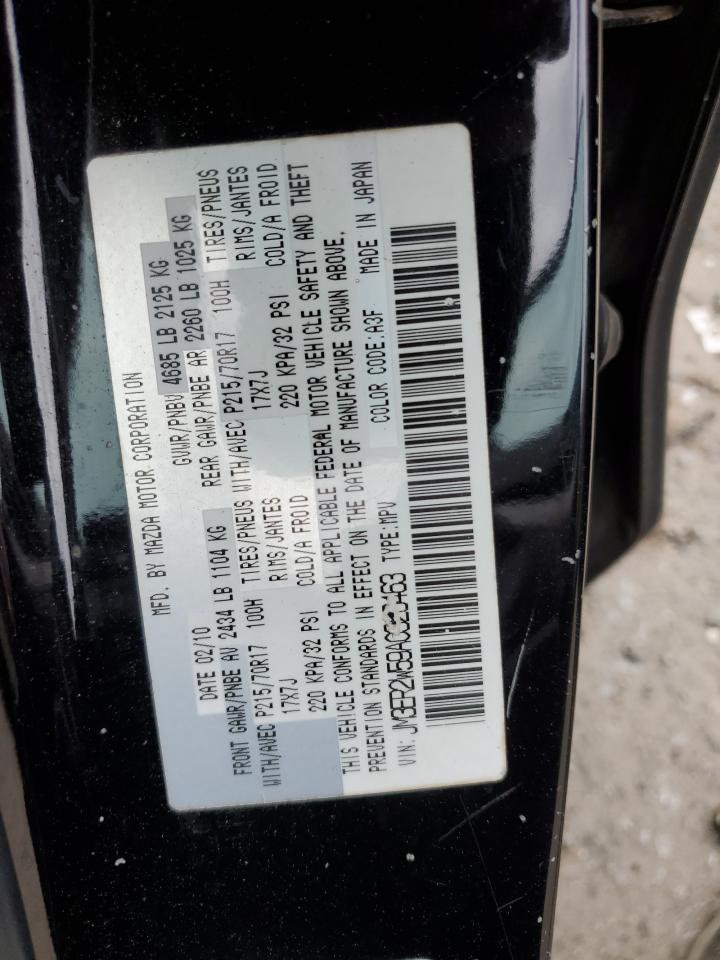 MFD. BY MAZDA MOTOR CORPORATION
DATE 02/10 GVWR/PNBV 4685 LB 2125 KG
FRONT GAWR/PNBE AV 2434 LB 1104 KG REAR GAWR/PNBE AR 2260 LB 1025 KG
WITH/AVEC P215/70R17 100H TIRES/PNEUS WITH/AVEC P215/70R17 100H TIRES/PNEUS
17X7J RIMS/JANTES 17X7J RIMS/JANTES
220 KPA/32 PSI COLD/A FROID 220 KPA/32 PSI COLD/A FROID
THIS VEHICLE CONFORMS TO ALL APPLICABLE FEDERAL MOTOR VEHICLE SAFETY AND THEFT
PREVENTION STANDARDS IN EFFECT ON THE DATE OF MANUFACTURE SHOWN ABOVE.
VIN: TYPE:MPV COLOR CODE:A3F MADE IN JAPAN